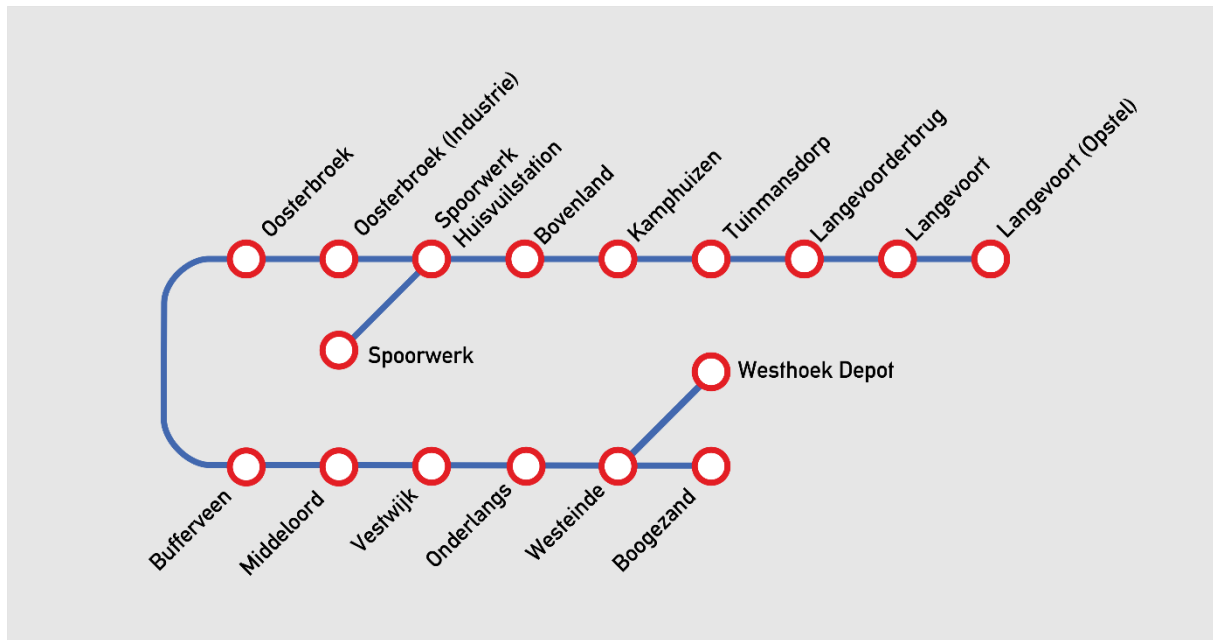 Oosterbroek
Oosterbroek (Industrie)
Spoorwerk
Huisvuilstation
Bovenland
Kamphuizen
Tuinmansdorp
Langevoorderbrug
Langevoort
Langevoort (Opstel)
Spoorwerk
Westhoek Depot
Bufferveen
Middeloord
Vestwijk
Onderlangs
Westeinde
Boogezand